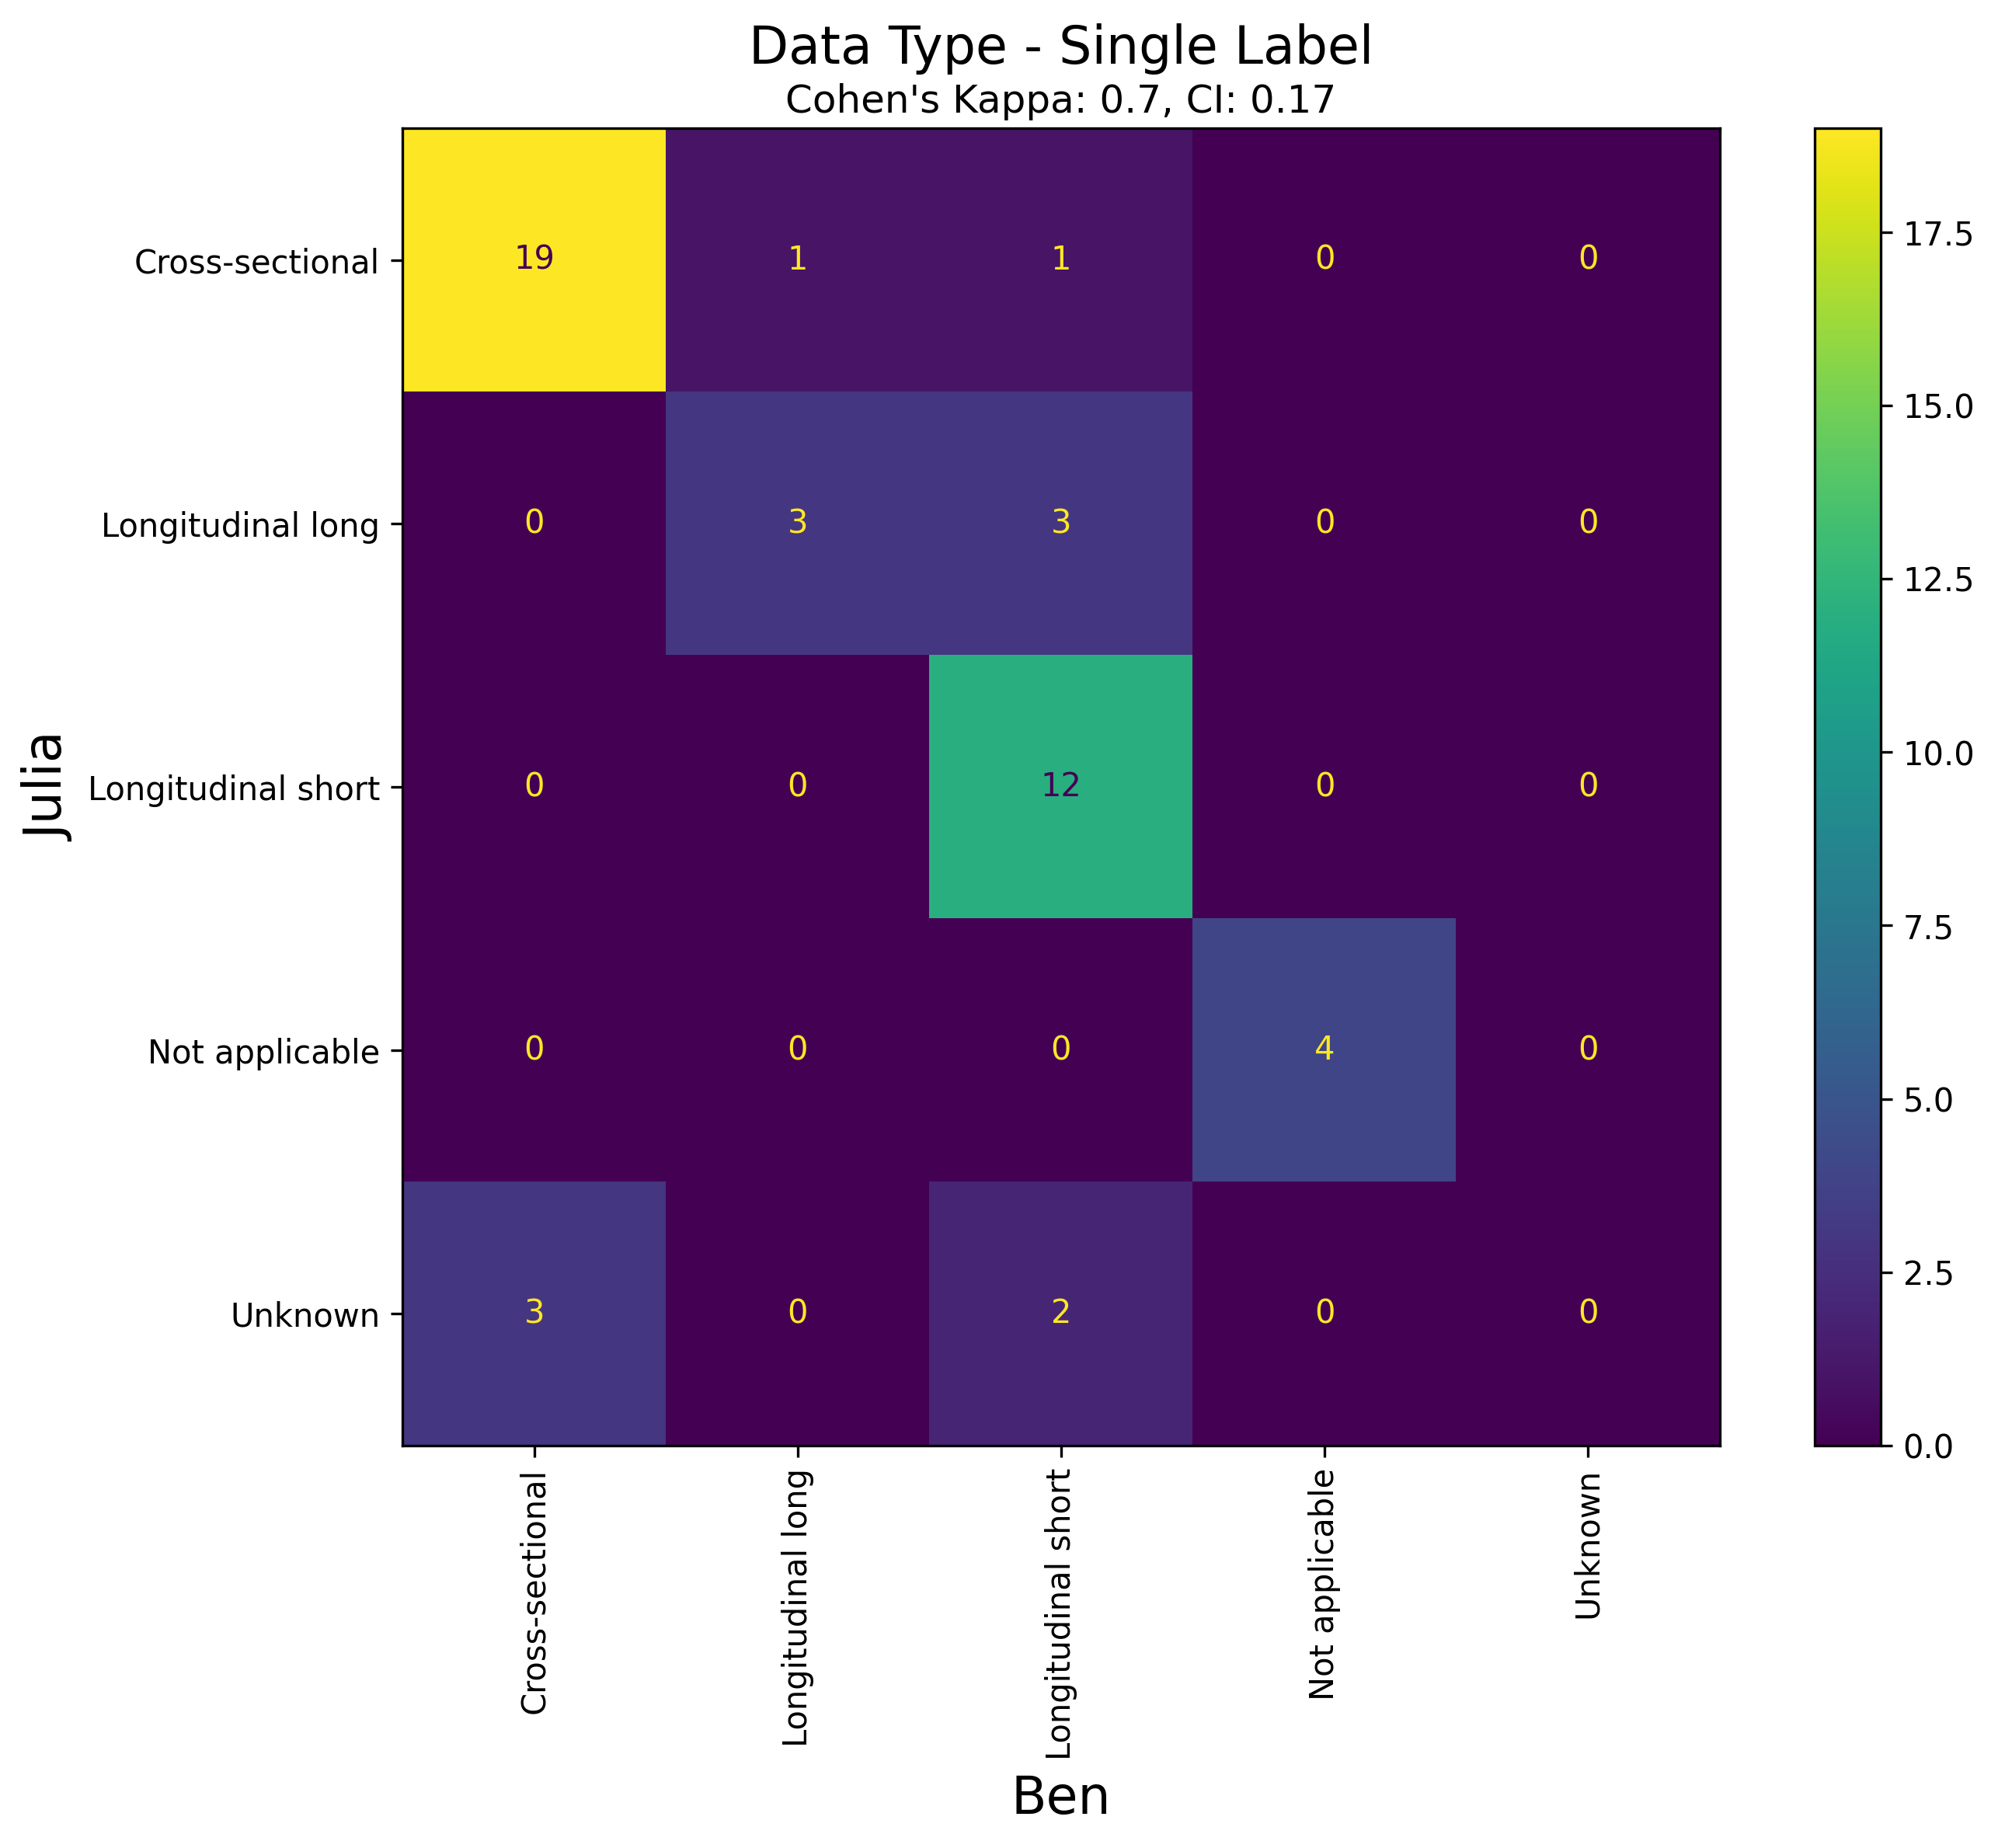 Data Type - Single Label
Cohen's Kappa: 0.7, CI: 0.17
Julia
Cross-sectional
19 1 1 0 0
Longitudinal long
0 3 3 0 0
Longitudinal short
0 0 12 0 0
Not applicable
0 0 0 4 0
Unknown
3 0 2 0 0
Cross-sectional
Longitudinal long
Longitudinal short
Not applicable
Unknown
Ben
17.5
15.0
12.5
10.0
7.5
5.0
2.5
0.0